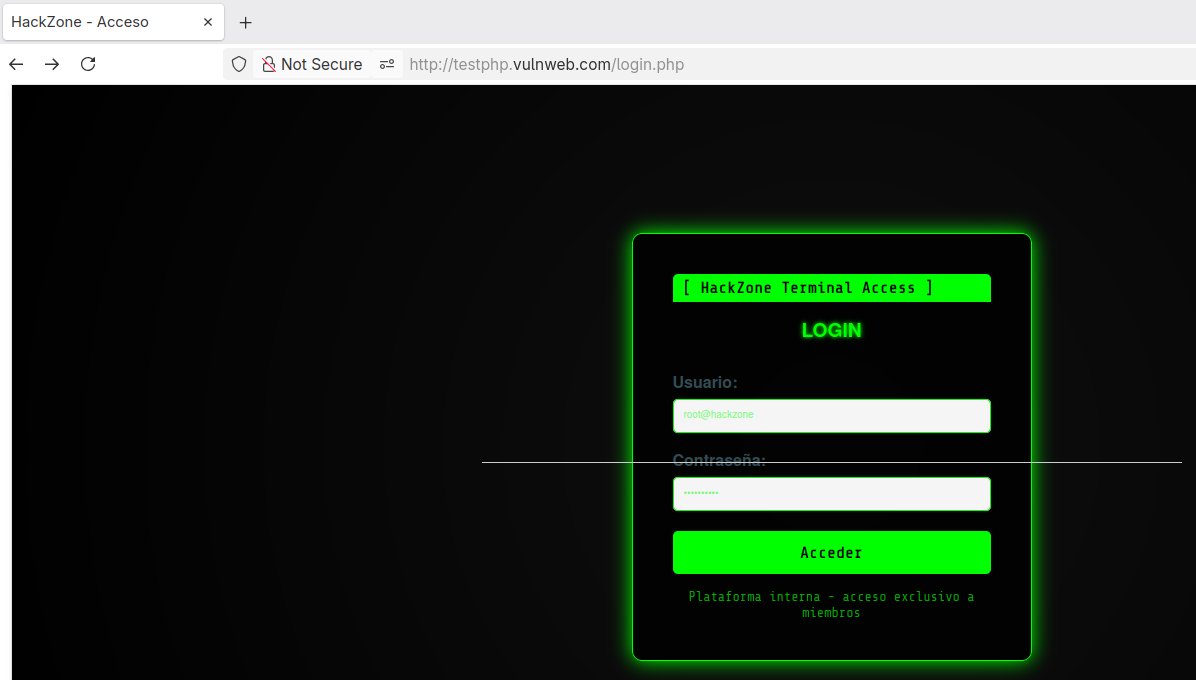 HackZone - Acceso
Not Secure
http://testphp.vulnweb.com/login.php
[ HackZone Terminal Access ]
LOGIN
Usuario:
root@hackzone
Contraseña:
••••••••••
Acceder
Plataforma interna - acceso exclusivo a
miembros